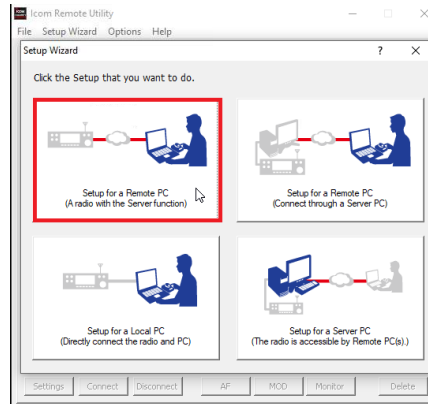 Icom Remote Utility
File Setup Wizard Options Help
Setup Wizard ? X
Click the Setup that you want to do.
Setup for a Remote PC
(A radio with the Server function)
Setup for a Remote PC
(Connect through a Server PC)
Setup for a Local PC
(Directly connect the radio and PC)
Setup for a Server PC
(The radio is accessible by Remote PC(s).)
Settings Connect Disconnect AF MOD Monitor Delete